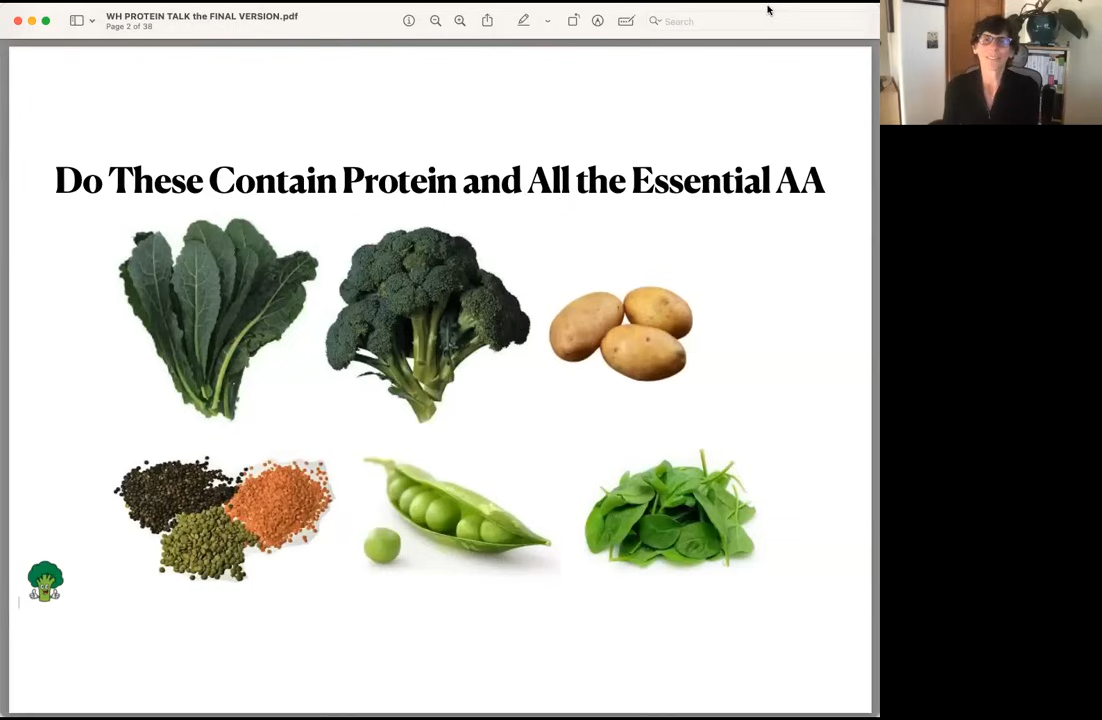 WH PROTEIN TALK the FINAL VERSION.pdf
Page 2 of 38
Search
Do These Contain Protein and All the Essential AA